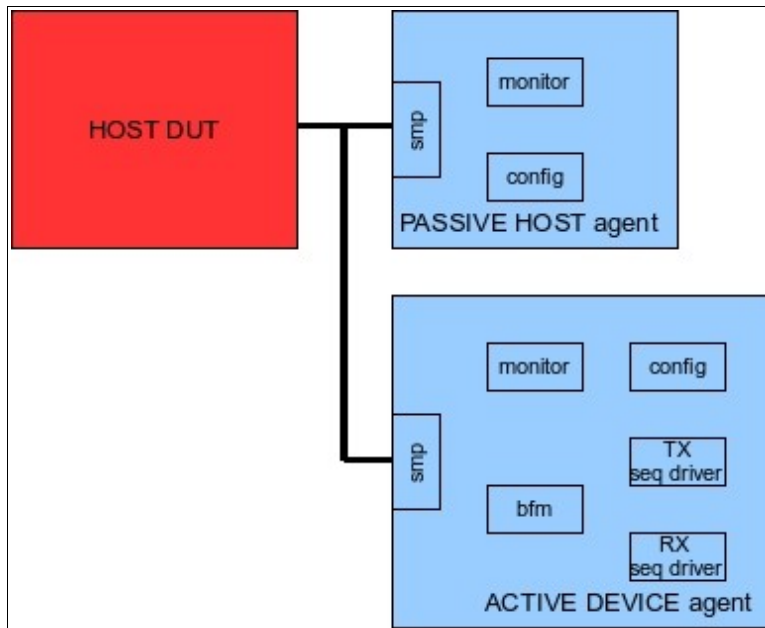 HOST DUT
smp
monitor
config
PASSIVE HOST agent
smp
monitor
config
TX
seq driver
bfm
RX
seq driver
ACTIVE DEVICE agent